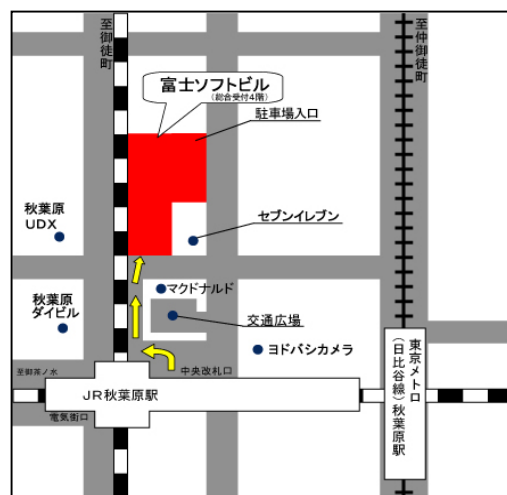 至御徒町
至仲御徒町
富士ソフトビル
(総合受付4階)
駐車場入口
秋葉原
UDX
セブンイレブン
マクドナルド
秋葉原
ダイビル
交通広場
ヨドバシカメラ
東京メトロ
(日比谷線)秋葉原駅
至御茶ノ水
中央改札口
JR秋葉原駅
電気街口